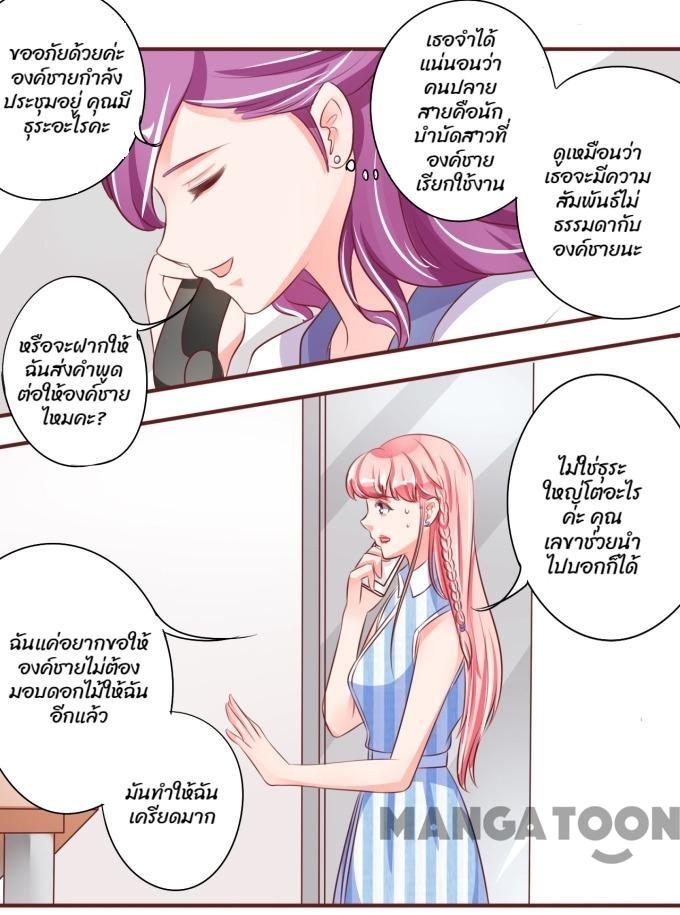 ขออภัยด้วยค่ะ
องค์ชายกำลัง
ประชุมอยู่ คุณมี
ธุระอะไรคะ
เธอจำได้
แน่นอนว่า
คนปลาย
สายคือนัก
บำบัดสาวที่
องค์ชาย
เรียกใช้งาน
ดูเหมือนว่า
เธอจะมีความ
สัมพันธ์ไม่
ธรรมดากับ
องค์ชายนะ
หรือจะฝากให้
ฉันส่งคำพูด
ต่อให้องค์ชาย
ไหมคะ?
ไม่ใช่ธุระ
ใหญ่โตอะไร
ค่ะ คุณ
เลขาช่วยนำ
ไปบอกก็ได้
ฉันแค่อยากขอให้
องค์ชายไม่ต้อง
มอบดอกไม้ให้ฉัน
อีกแล้ว
มันทำให้ฉัน
เครียดมาก
MANGATOON